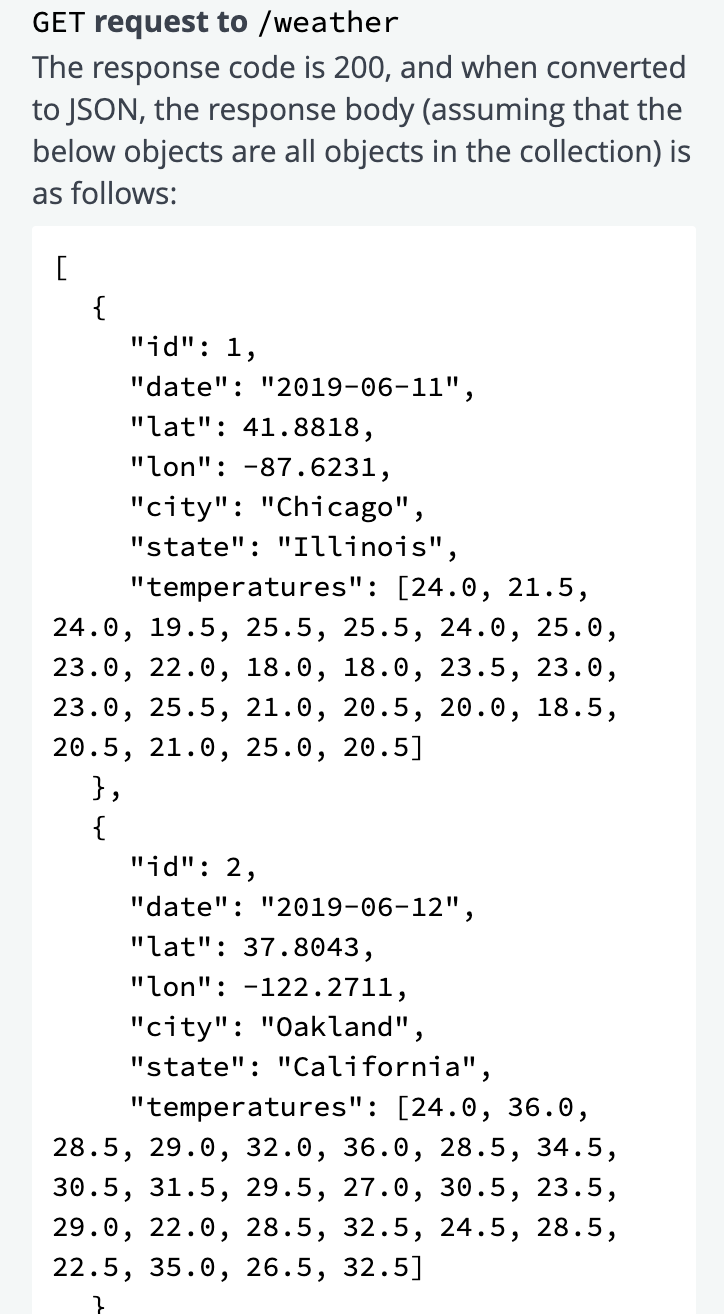 GET request to /weather
The response code is 200, and when converted
to JSON, the response body (assuming that the
below objects are all objects in the collection) is
as follows:
[
  {
    "id": 1,
    "date": "2019-06-11",
    "lat": 41.8818,
    "lon": -87.6231,
    "city": "Chicago",
    "state": "Illinois",
    "temperatures": [24.0, 21.5,
24.0, 19.5, 25.5, 25.5, 24.0, 25.0,
23.0, 22.0, 18.0, 18.0, 23.5, 23.0,
23.0, 25.5, 21.0, 20.5, 20.0, 18.5,
20.5, 21.0, 25.0, 20.5]
  },
  {
    "id": 2,
    "date": "2019-06-12",
    "lat": 37.8043,
    "lon": -122.2711,
    "city": "Oakland",
    "state": "California",
    "temperatures": [24.0, 36.0,
28.5, 29.0, 32.0, 36.0, 28.5, 34.5,
30.5, 31.5, 29.5, 27.0, 30.5, 23.5,
29.0, 22.0, 28.5, 32.5, 24.5, 28.5,
22.5, 35.0, 26.5, 32.5]
  }